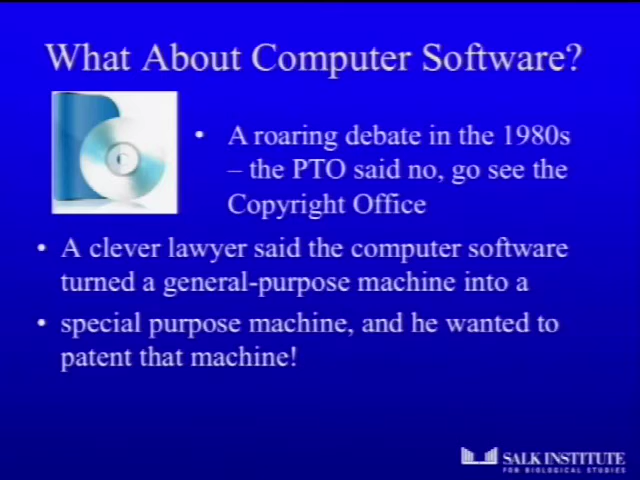 What About Computer Software?
• A roaring debate in the 1980s
– the PTO said no, go see the
Copyright Office
• A clever lawyer said the computer software
turned a general-purpose machine into a
• special purpose machine, and he wanted to
patent that machine!
SALK INSTITUTE
FOR BIOLOGICAL STUDIES